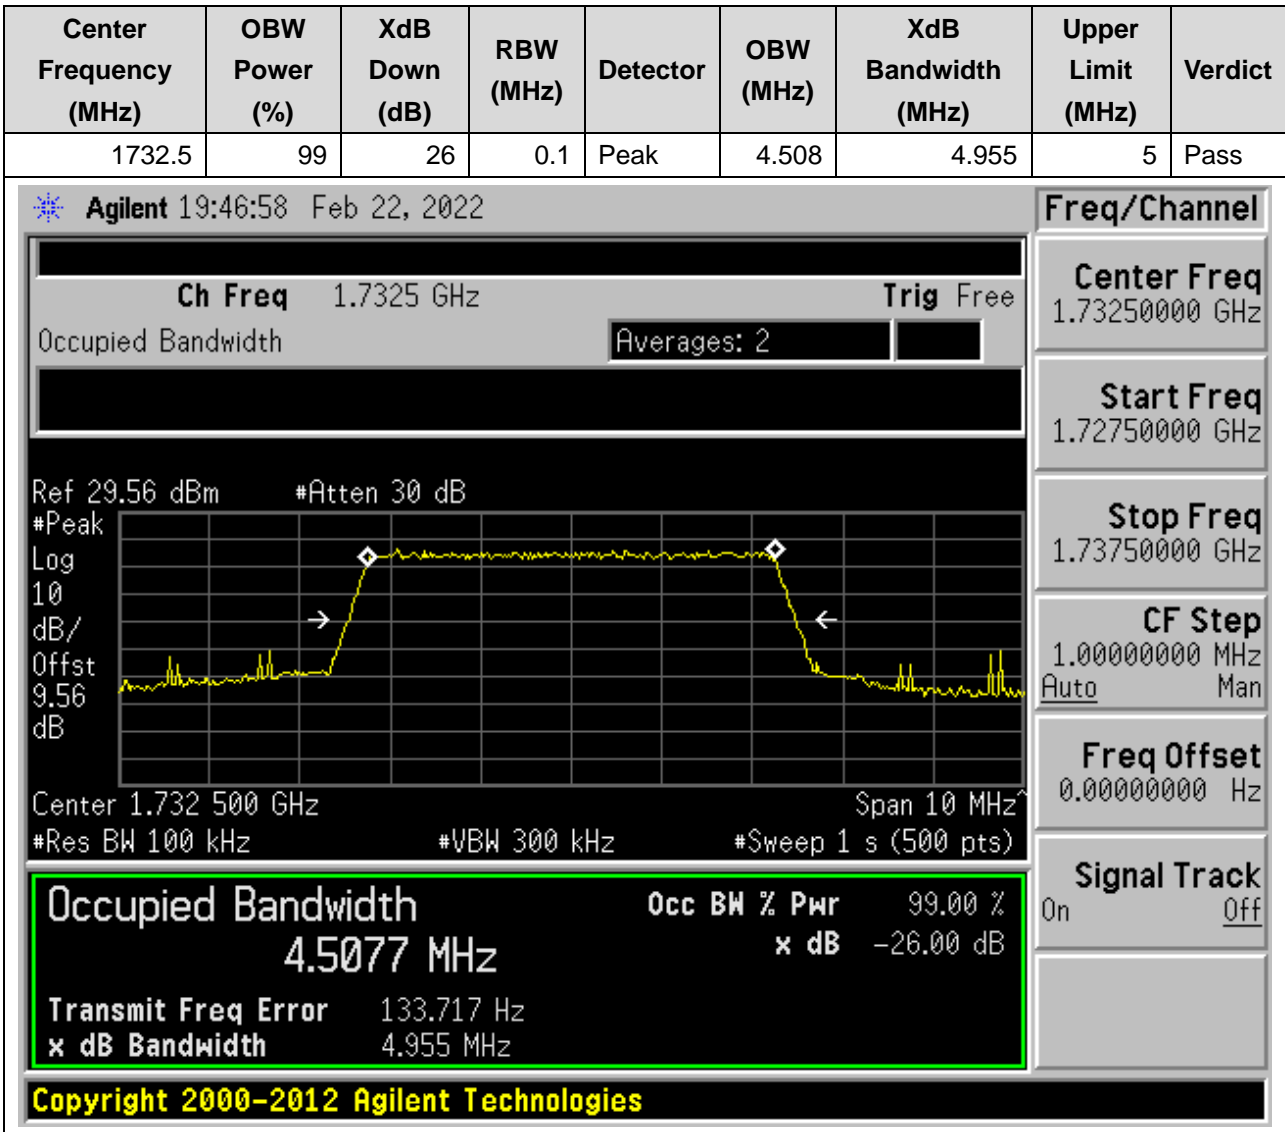 Center Frequency (MHz) OBW Power (%) XdB Down (dB) RBW (MHz) Detector OBW (MHz) XdB Bandwidth (MHz) Upper Limit (MHz) Verdict
1732.5 99 26 0.1 Peak 4.508 4.955 5 Pass
Agilent 19:46:58 Feb 22, 2022
Freq/Channel
Ch Freq 1.7325 GHz Trig Free
Occupied Bandwidth Averages: 2
Center Freq
1.73250000 GHz
Start Freq
1.72750000 GHz
Stop Freq
1.73750000 GHz
CF Step
1.00000000 MHz
Auto Man
Freq Offset
0.00000000 Hz
Signal Track
On Off
Ref 29.56 dBm #Atten 30 dB
#Peak
Log
10
dB/
Offst
9.56
dB
Center 1.732 500 GHz Span 10 MHz^
#Res BW 100 kHz #VBW 300 kHz #Sweep 1 s (500 pts)
Occupied Bandwidth Occ BW % Pwr 99.00 %
4.5077 MHz x dB -26.00 dB
Transmit Freq Error 133.717 Hz
x dB Bandwidth 4.955 MHz
Copyright 2000-2012 Agilent Technologies